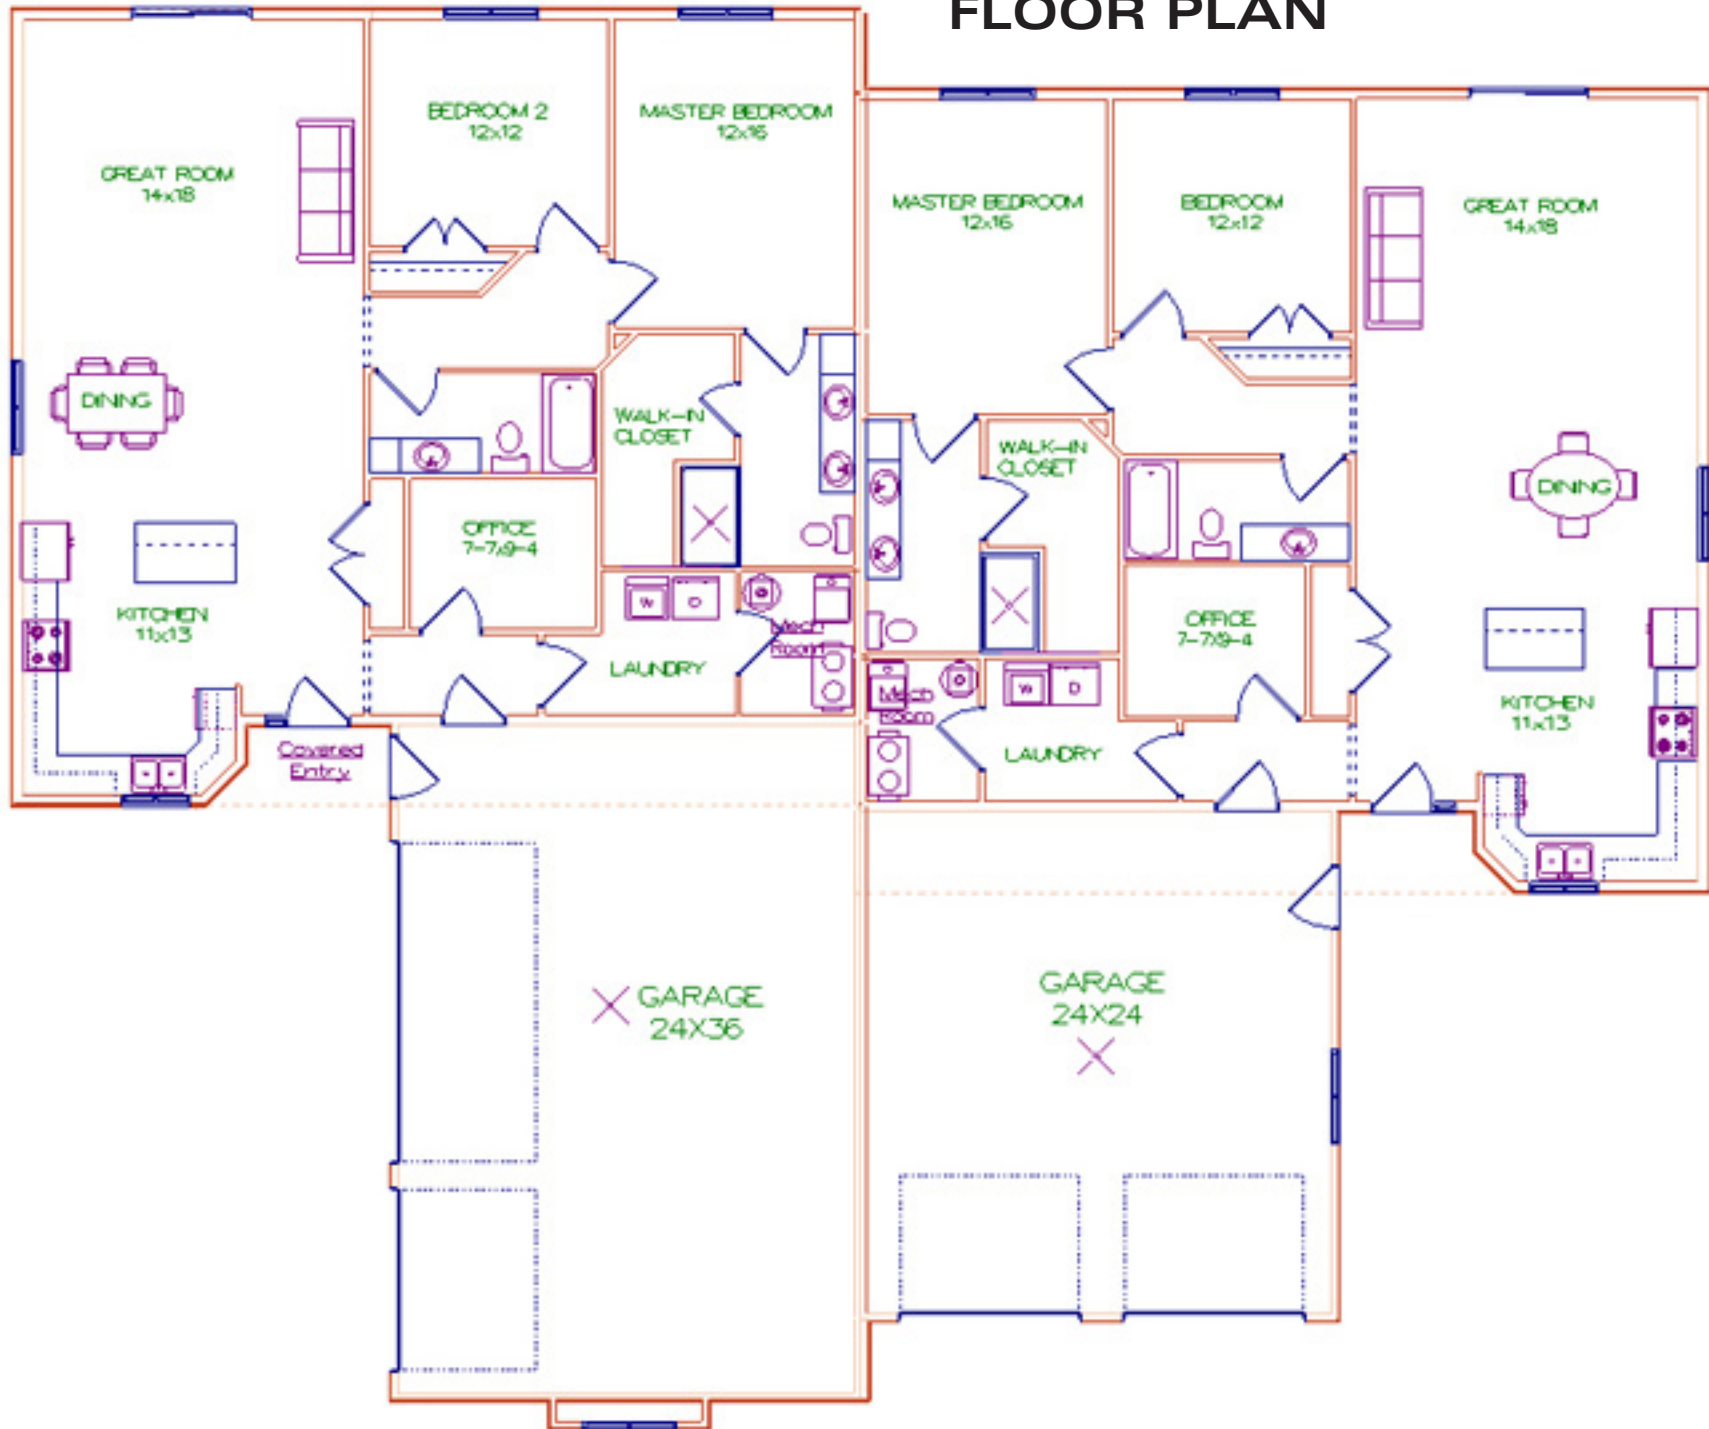 FLOOR PLAN
BEDROOM 2
12x12
MASTER BEDROOM
12x16
GREAT ROOM
14x18
MASTER BEDROOM
12x16
BEDROOM
12x12
GREAT ROOM
14x18
DINING
WALK-IN
CLOSET
WALK-IN
CLOSET
DINING
OFFICE
7-7x9-4
KITCHEN
11x13
W
D
Mech
Room
LAUNDRY
OFFICE
7-7x9-4
Mech
Room
W
D
LAUNDRY
KITCHEN
11x13
Covered
Entry
GARAGE
24X36
GARAGE
24X24